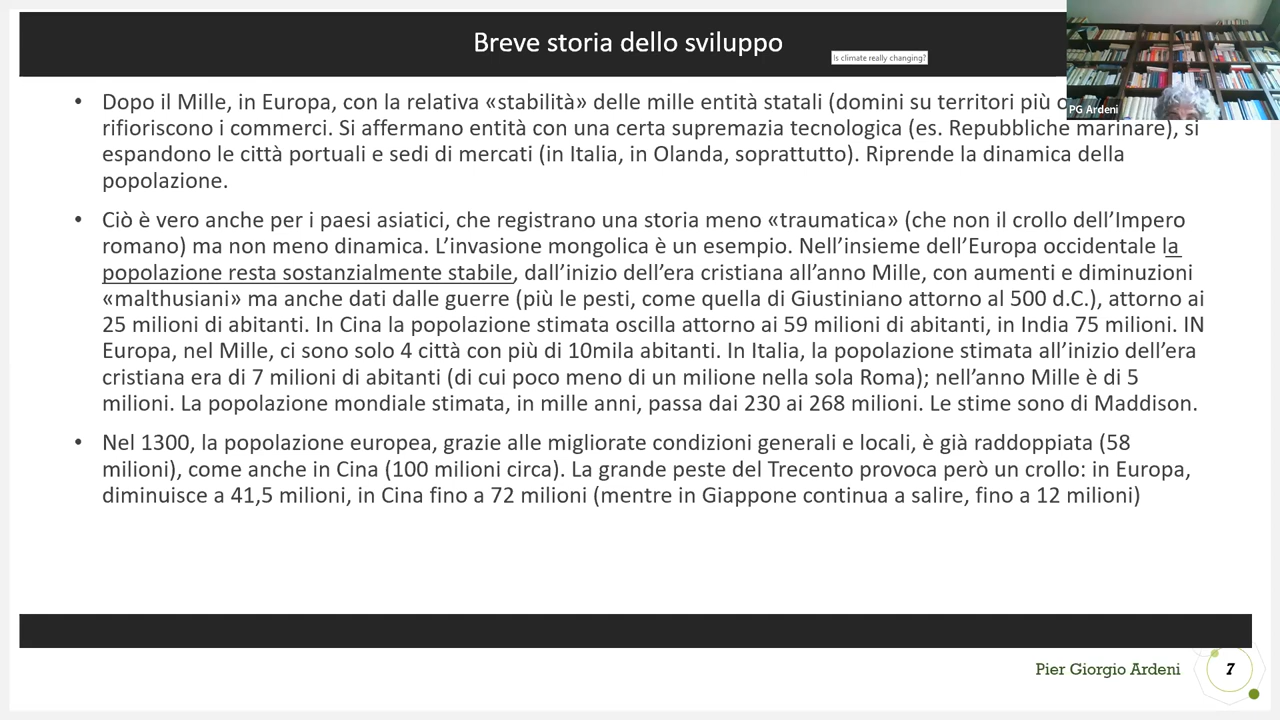 Breve storia dello sviluppo
Is climate really changing?
PG Ardeni
• Dopo il Mille, in Europa, con la relativa «stabilità» delle mille entità statali (domini su territori più o
rifioriscono i commerci. Si affermano entità con una certa supremazia tecnologica (es. Repubbliche marinare), si
espandono le città portuali e sedi di mercati (in Italia, in Olanda, soprattutto). Riprende la dinamica della
popolazione.
• Ciò è vero anche per i paesi asiatici, che registrano una storia meno «traumatica» (che non il crollo dell'Impero
romano) ma non meno dinamica. L'invasione mongolica è un esempio. Nell'insieme dell'Europa occidentale la
popolazione resta sostanzialmente stabile, dall'inizio dell'era cristiana all'anno Mille, con aumenti e diminuzioni
«malthusiani» ma anche dati dalle guerre (più le pesti, come quella di Giustiniano attorno al 500 d.C.), attorno ai
25 milioni di abitanti. In Cina la popolazione stimata oscilla attorno ai 59 milioni di abitanti, in India 75 milioni. IN
Europa, nel Mille, ci sono solo 4 città con più di 10mila abitanti. In Italia, la popolazione stimata all'inizio dell'era
cristiana era di 7 milioni di abitanti (di cui poco meno di un milione nella sola Roma); nell'anno Mille è di 5
milioni. La popolazione mondiale stimata, in mille anni, passa dai 230 ai 268 milioni. Le stime sono di Maddison.
• Nel 1300, la popolazione europea, grazie alle migliorate condizioni generali e locali, è già raddoppiata (58
milioni), come anche in Cina (100 milioni circa). La grande peste del Trecento provoca però un crollo: in Europa,
diminuisce a 41,5 milioni, in Cina fino a 72 milioni (mentre in Giappone continua a salire, fino a 12 milioni)
Pier Giorgio Ardeni
7